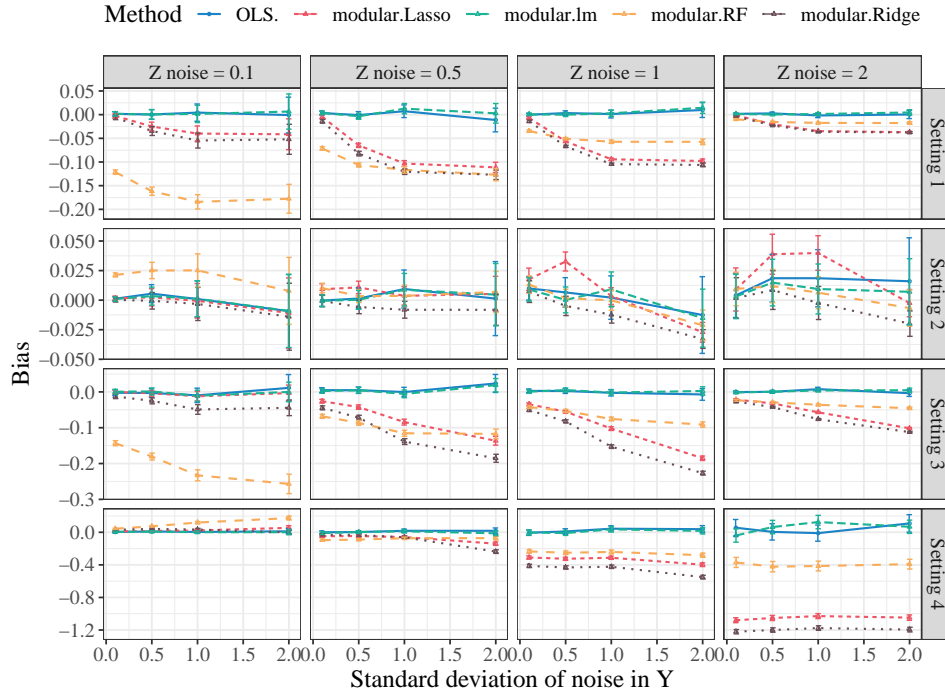 Method OLS. modular.Lasso modular.lm modular.RF modular.Ridge
Z noise = 0.1 Z noise = 0.5 Z noise = 1 Z noise = 2
0.05
0.00
−0.05
−0.10
−0.15
−0.20
Setting 1
0.050
0.025
0.000
−0.025
−0.050
Setting 2
0.0
−0.1
−0.2
−0.3
Setting 3
0.0
−0.4
−0.8
−1.2
Setting 4
Bias
0.0 0.5 1.0 1.5 2.0 0.0 0.5 1.0 1.5 2.0 0.0 0.5 1.0 1.5 2.0 0.0 0.5 1.0 1.5 2.0
Standard deviation of noise in Y